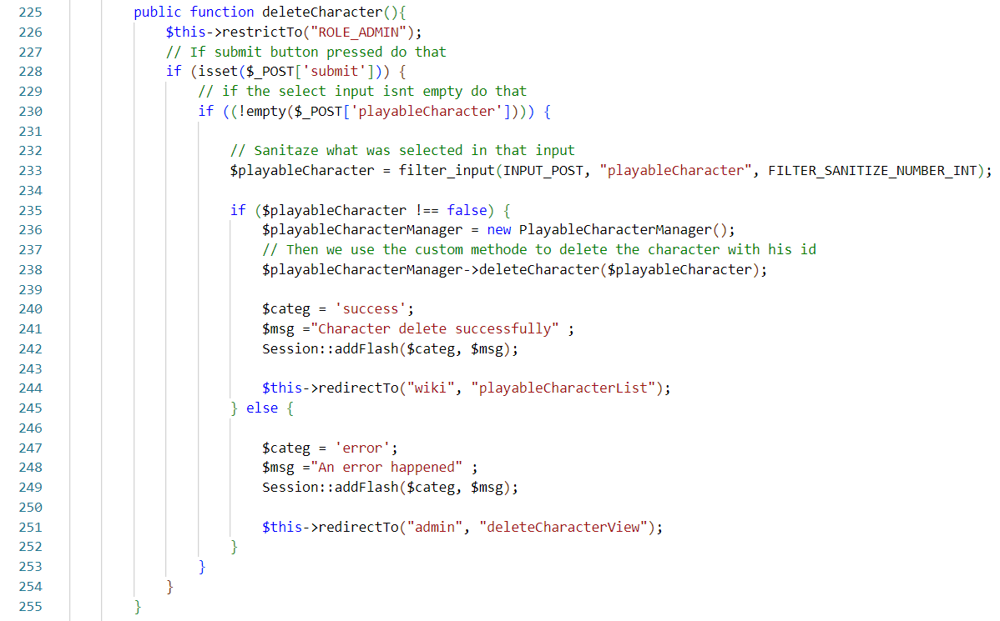 225 public function deleteCharacter(){
226 $this->restrictTo("ROLE_ADMIN");
227 // If submit button pressed do that
228 if (isset($_POST['submit'])) {
229 // if the select input isnt empty do that
230 if ((!empty($_POST['playableCharacter']))) {
231
232 // Sanitaze what was selected in that input
233 $playableCharacter = filter_input(INPUT_POST, "playableCharacter", FILTER_SANITIZE_NUMBER_INT);
234
235 if ($playableCharacter !== false) {
236 $playableCharacterManager = new PlayableCharacterManager();
237 // Then we use the custom methode to delete the character with his id
238 $playableCharacterManager->deleteCharacter($playableCharacter);
239
240 $categ = 'success';
241 $msg ="Character delete successfully" ;
242 Session::addFlash($categ, $msg);
243
244 $this->redirectTo("wiki", "playableCharacterList");
245 } else {
246
247 $categ = 'error';
248 $msg ="An error happened" ;
249 Session::addFlash($categ, $msg);
250
251 $this->redirectTo("admin", "deleteCharacterView");
252 }
253 }
254 }
255 }